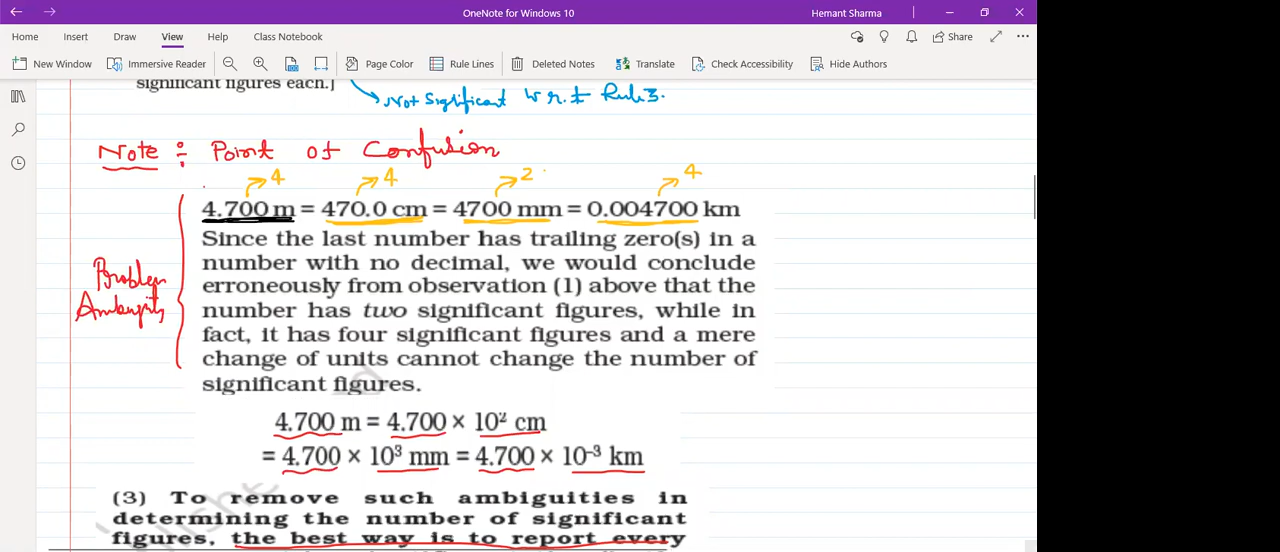 OneNote for Windows 10
Hemant Sharma
Home Insert Draw View Help Class Notebook
Share
New Window Immersive Reader Page Color Rule Lines Deleted Notes Translate Check Accessibility Hide Authors
significant figures each.]
Not Significant W.r.t Rule 3.
Note : Point of Confusion
4 4 2 4
4.700 m = 470.0 cm = 4700 mm = 0.004700 km
Since the last number has trailing zero(s) in a
number with no decimal, we would conclude
erroneously from observation (1) above that the
number has two significant figures, while in
fact, it has four significant figures and a mere
change of units cannot change the number of
significant figures.
Problem
Ambiguity
4.700 m = 4.700 × 10² cm
= 4.700 × 10³ mm = 4.700 × 10⁻³ km
(3) To remove such ambiguities in
determining the number of significant
figures, the best way is to report every